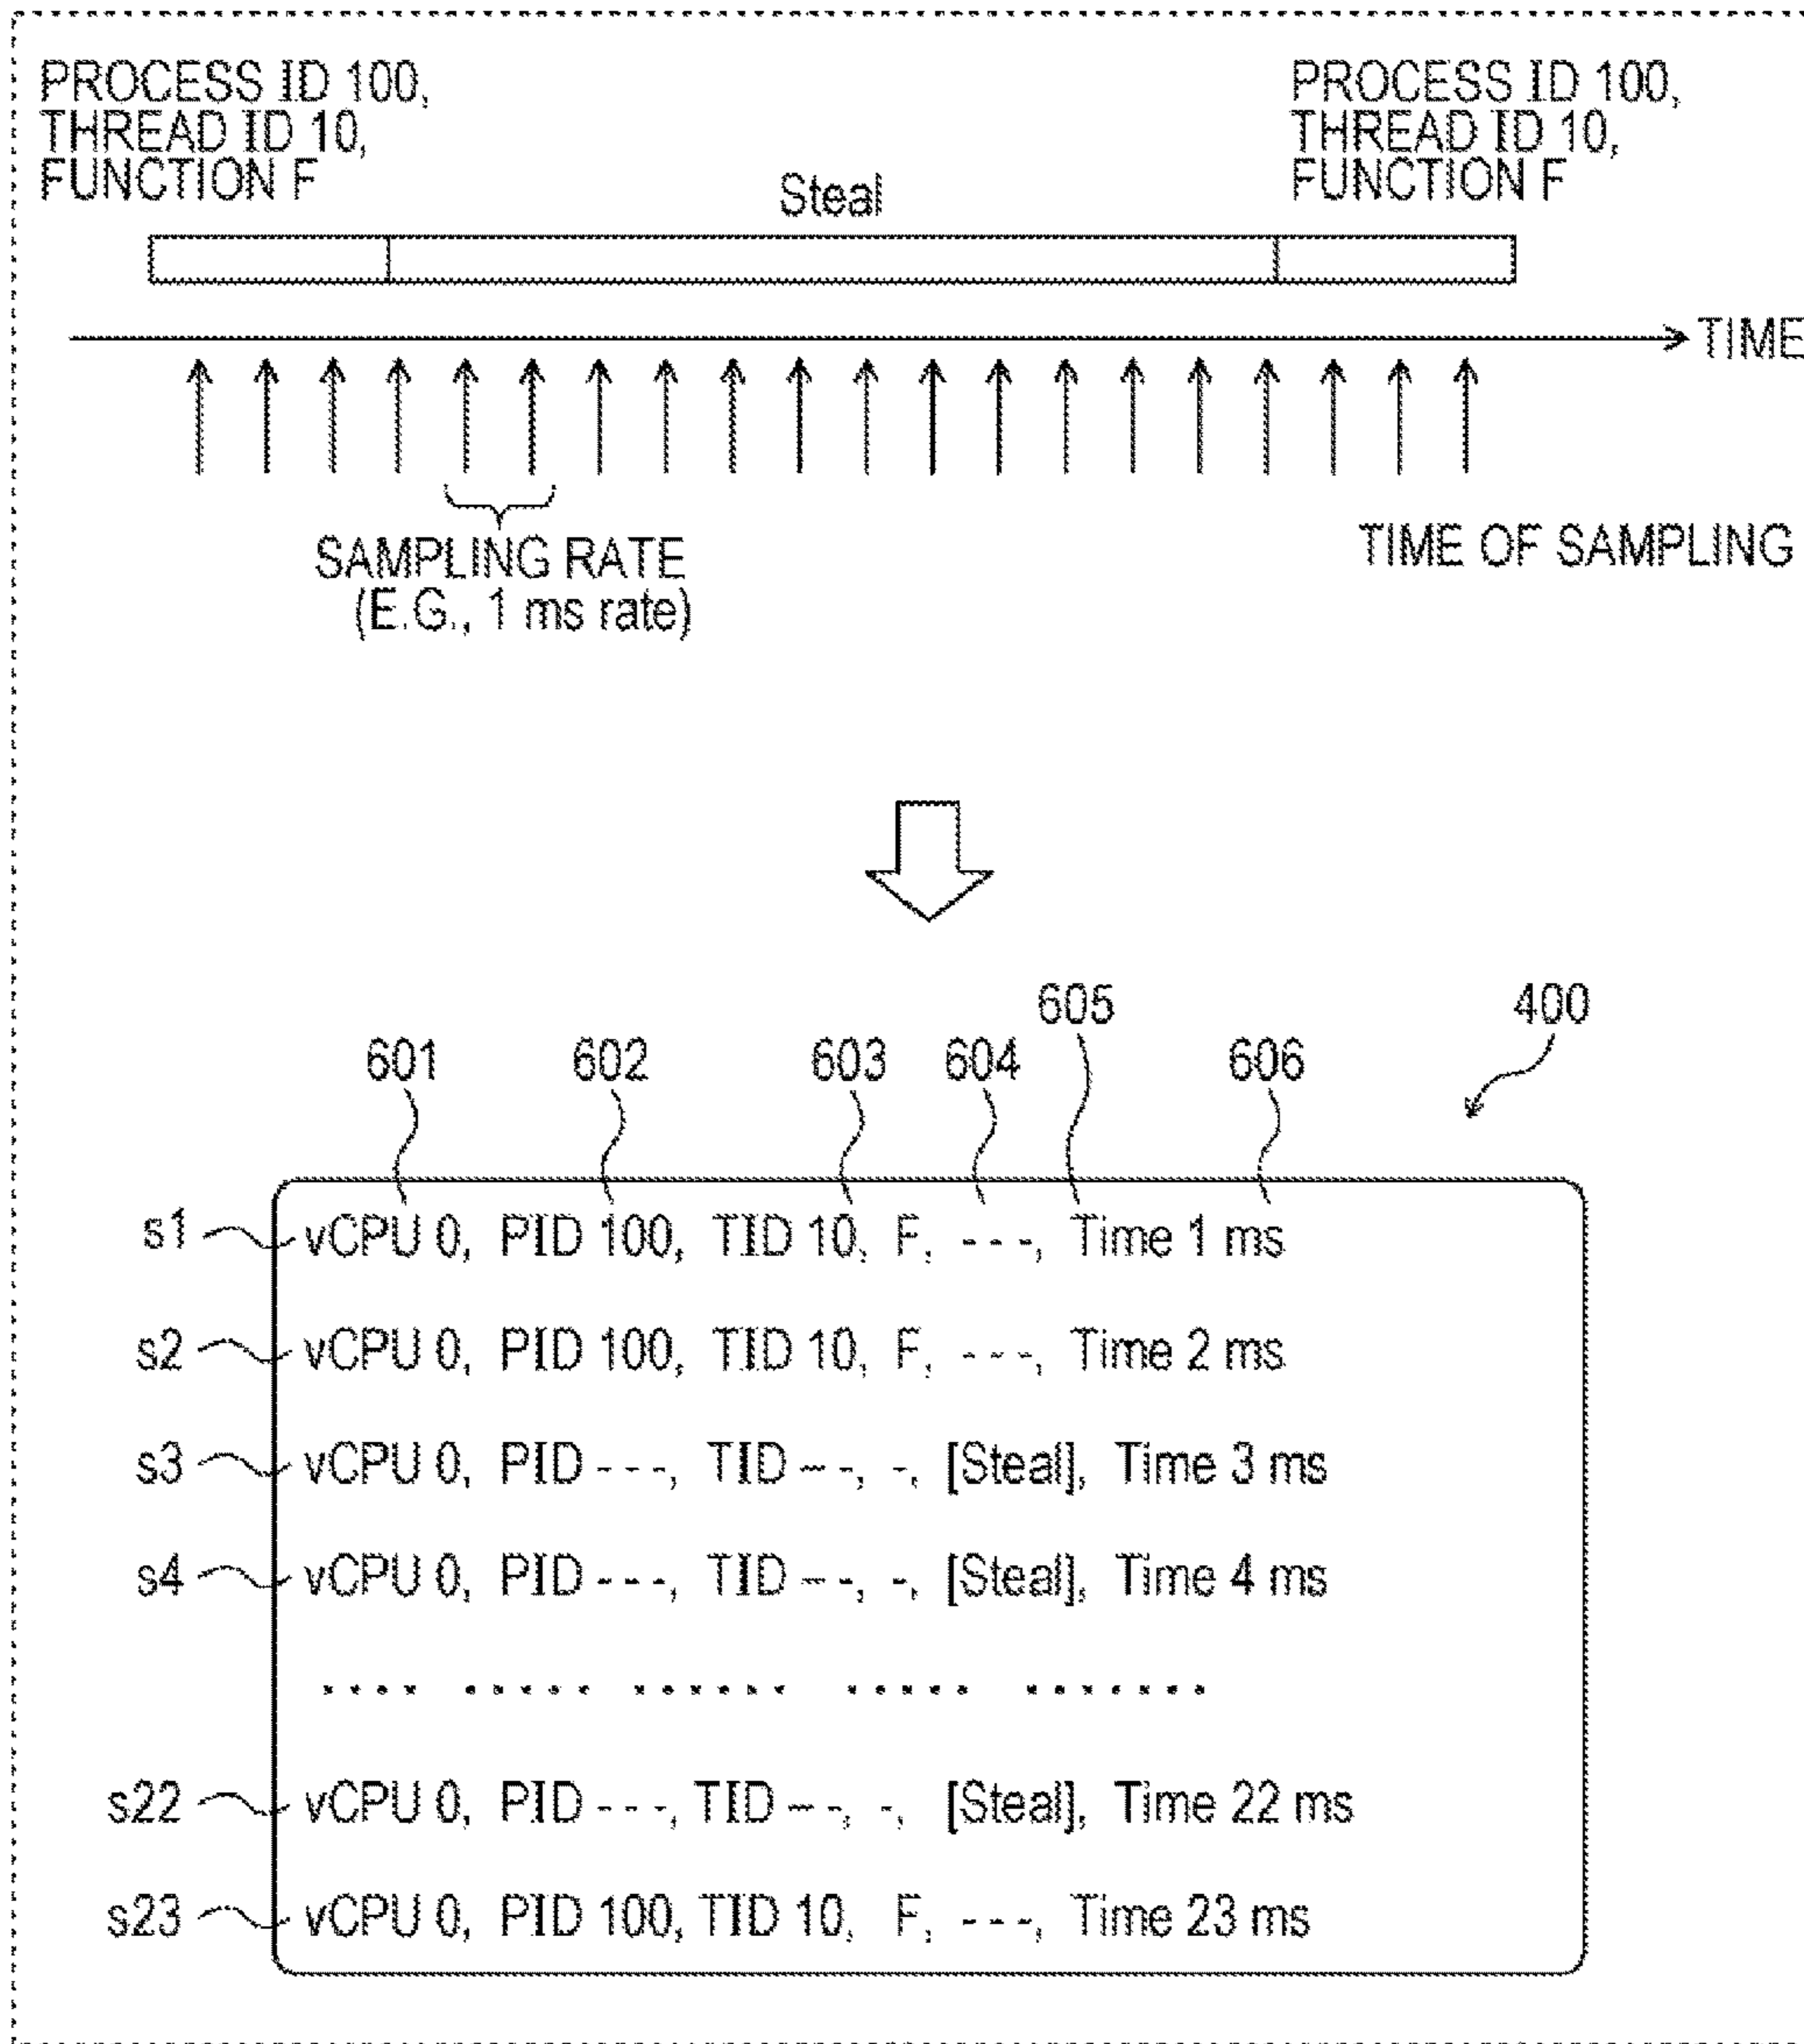 PROCESS ID 100,
THREAD ID 10,
FUNCTION F
Steal
PROCESS ID 100,
THREAD ID 10,
FUNCTION F
TIME
SAMPLING RATE
(E.G., 1 ms rate)
TIME OF SAMPLING
601 602 603 604 605 606 400
s1 vCPU 0, PID 100, TID 10, F, ---, Time 1 ms
s2 vCPU 0, PID 100, TID 10, F, ---, Time 2 ms
s3 vCPU 0, PID ---, TID --, -, [Steal], Time 3 ms
s4 vCPU 0, PID ---, TID --, -, [Steal], Time 4 ms
s22 vCPU 0, PID ---, TID --, -, [Steal], Time 22 ms
s23 vCPU 0, PID 100, TID 10, F, ---, Time 23 ms